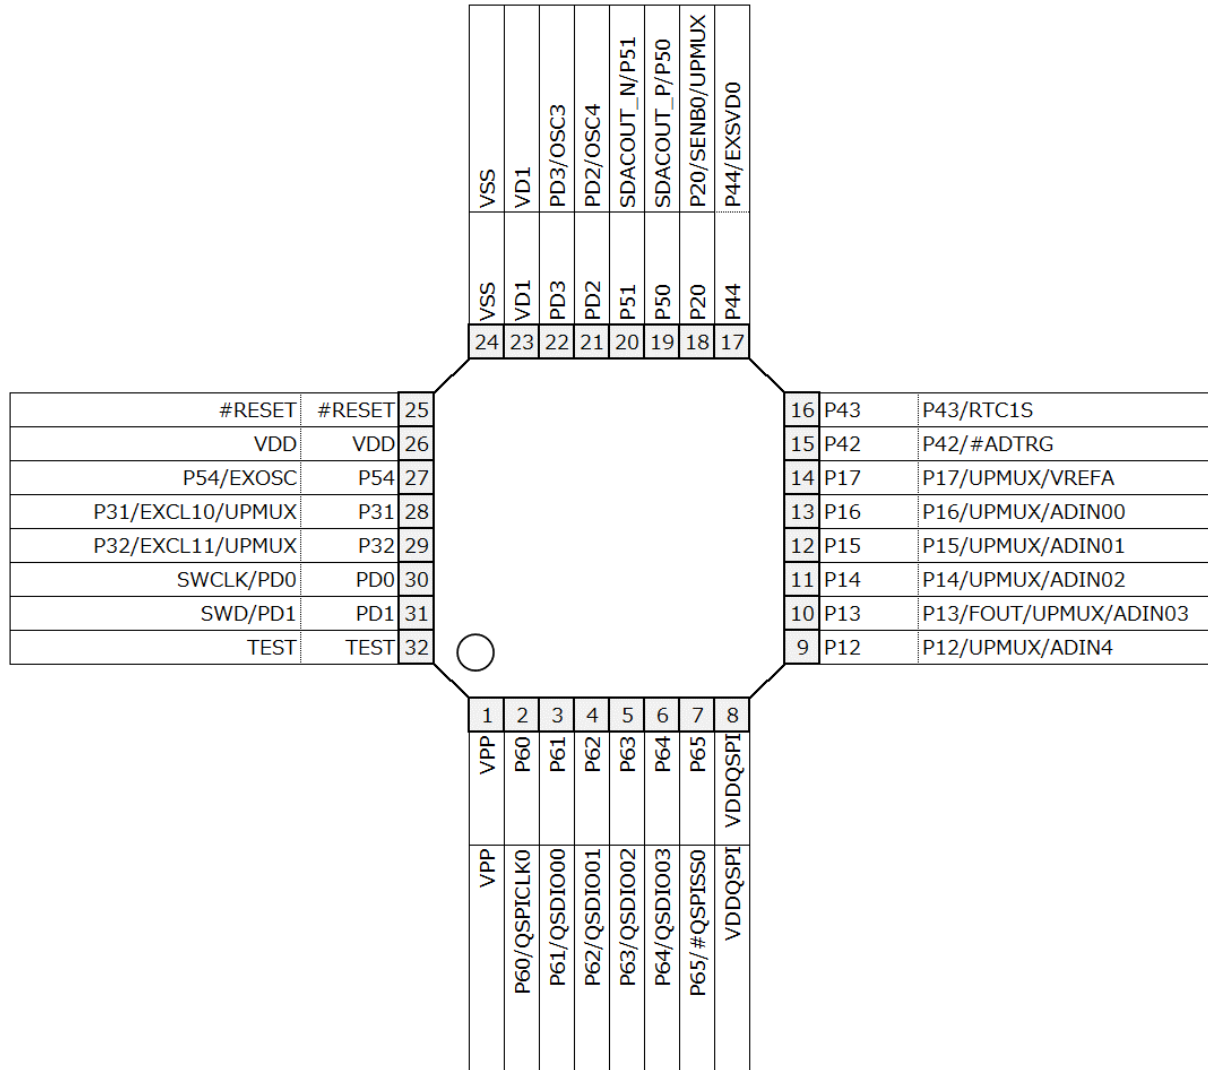 VSS VD1 PD3/OSC3 PD2/OSC4 SDACOUT_N/P51 SDACOUT_P/P50 P20/SENB0/UPMUX P44/EXSVD0
VSS VD1 PD3 PD2 P51 P50 P20 P44
24 23 22 21 20 19 18 17
#RESET #RESET 25
VDD VDD 26
P54/EXOSC P54 27
P31/EXCL10/UPMUX P31 28
P32/EXCL11/UPMUX P32 29
SWCLK/PD0 PD0 30
SWD/PD1 PD1 31
TEST TEST 32
16 P43 P43/RTC1S
15 P42 P42/#ADTRG
14 P17 P17/UPMUX/VREFA
13 P16 P16/UPMUX/ADIN00
12 P15 P15/UPMUX/ADIN01
11 P14 P14/UPMUX/ADIN02
10 P13 P13/FOUT/UPMUX/ADIN03
9 P12 P12/UPMUX/ADIN4
1 2 3 4 5 6 7 8
VPP P60 P61 P62 P63 P64 P65 VDDQSPI
VPP P60/QSPICLK0 P61/QSDIO00 P62/QSDIO01 P63/QSDIO02 P64/QSDIO03 P65/#QSPISS0 VDDQSPI